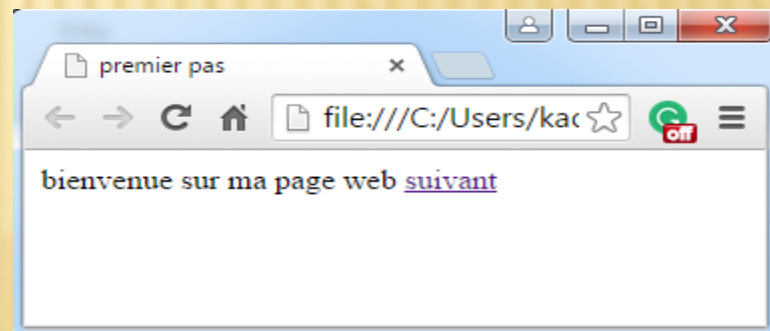 premier pas
file:///C:/Users/kac
off
bienvenue sur ma page web suivant